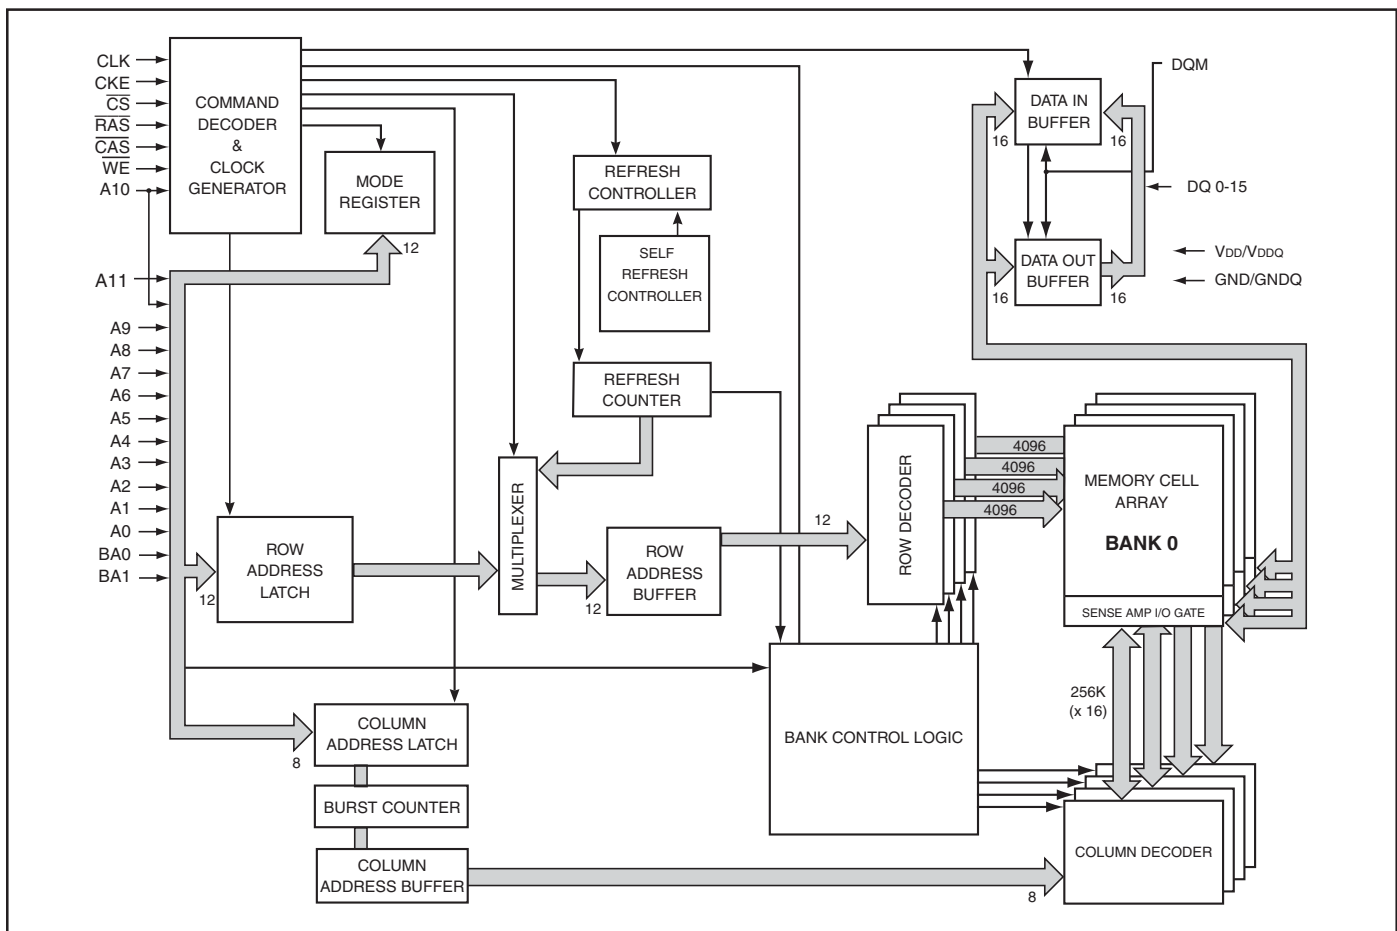 CLK
CKE
CS
RAS
CAS
WE
A10
A11
A9
A8
A7
A6
A5
A4
A3
A2
A1
A0
BA0
BA1
COMMAND
DECODER
&
CLOCK
GENERATOR
MODE
REGISTER
12
REFRESH
CONTROLLER
SELF
REFRESH
CONTROLLER
REFRESH
COUNTER
DATA IN
BUFFER
16
16
DQM
DQ 0-15
DATA OUT
BUFFER
16
16
VDD/VDDQ
GND/GNDQ
MULTIPLEXER
ROW
ADDRESS
LATCH
12
ROW
ADDRESS
BUFFER
12
12
ROW DECODER
4096
4096
4096
4096
MEMORY CELL
ARRAY
BANK 0
SENSE AMP I/O GATE
256K
(x 16)
BANK CONTROL LOGIC
COLUMN
ADDRESS LATCH
8
BURST COUNTER
COLUMN
ADDRESS BUFFER
8
COLUMN DECODER